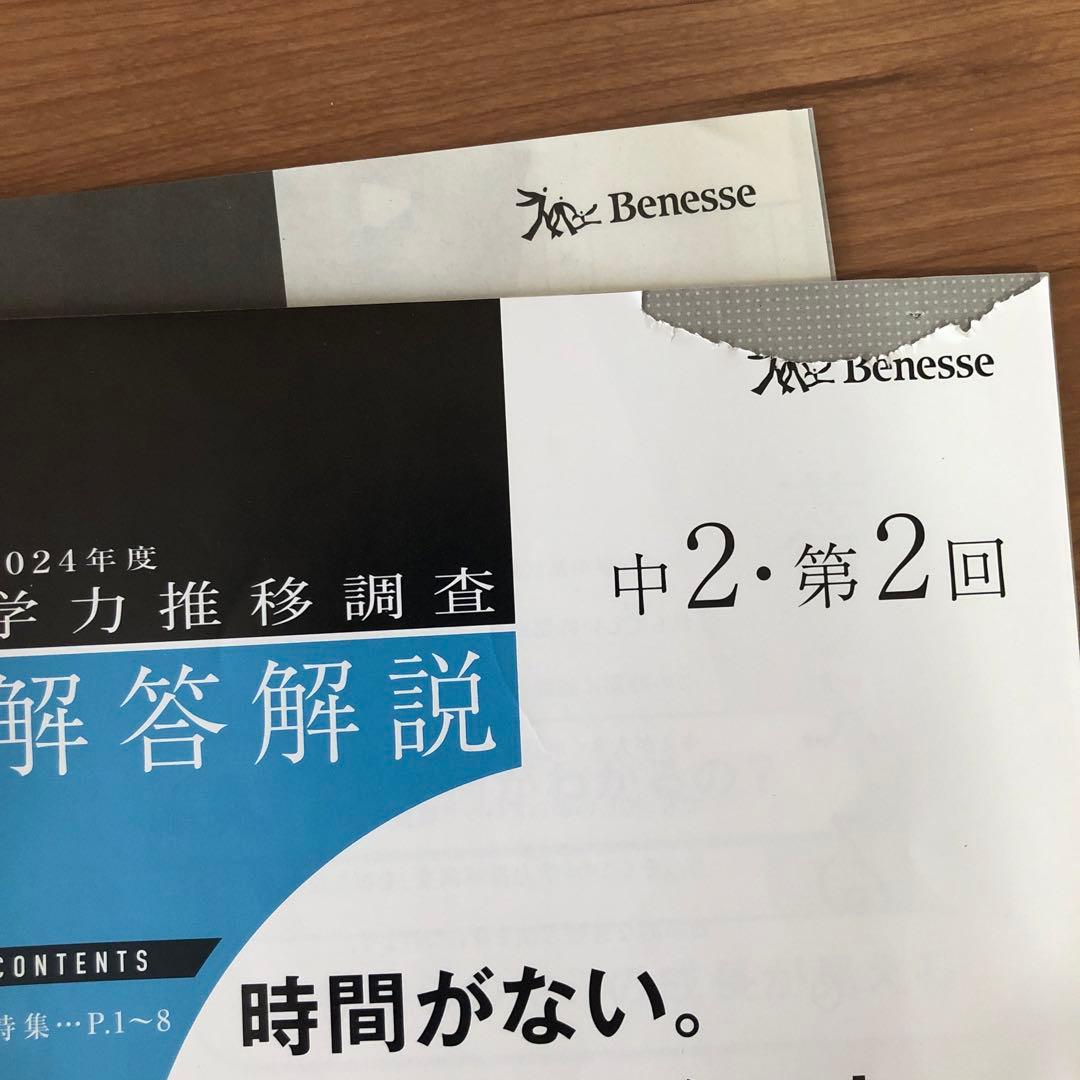 Benesse
Benesse
2024年度
学力推移調査
中2・第2回
解答解説
CONTENTS
特集…P.1～8
時間がない。